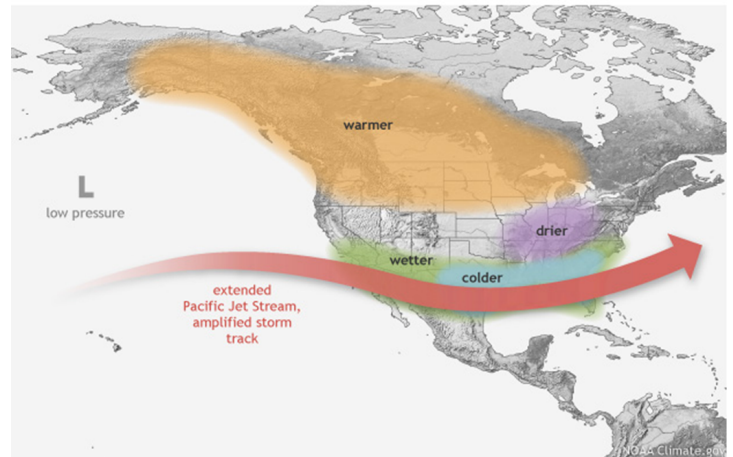 warmer
L
low pressure
drier
wetter
colder
extended
Pacific Jet Stream,
amplified storm
track
NOAA Climate.gov